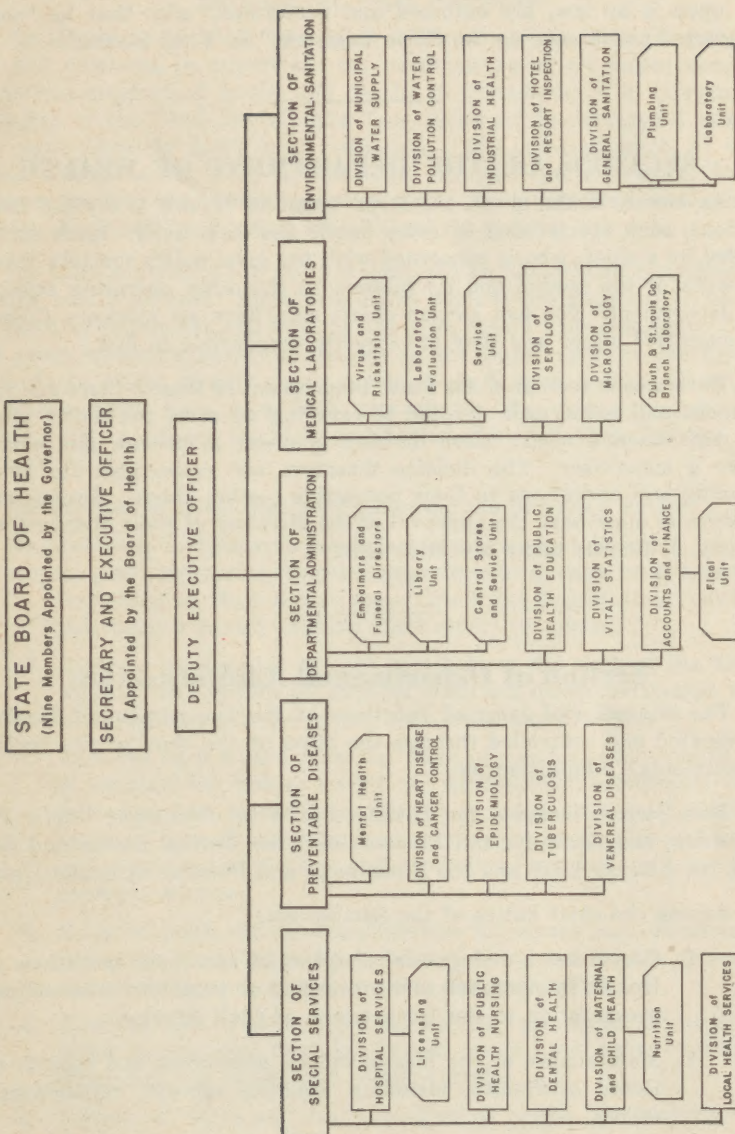 STATE BOARD OF HEALTH
(Nine Members Appointed by the Governor)
SECRETARY AND EXECUTIVE OFFICER
(Appointed by the Board of Health)
DEPUTY EXECUTIVE OFFICER
SECTION OF
SPECIAL SERVICES
DIVISION of
HOSPITAL SERVICES
Licensing
Unit
DIVISION of PUBLIC
HEALTH NURSING
DIVISION of
DENTAL HEALTH
DIVISION of MATERNAL
and CHILD HEALTH
Nutrition
Unit
DIVISION of
LOCAL HEALTH SERVICES
SECTION OF
PREVENTABLE DISEASES
Mental Health
Unit
DIVISION of HEART DISEASE
and CANCER CONTROL
DIVISION of
EPIDEMIOLOGY
DIVISION of
TUBERCULOSIS
DIVISION of
VENEREAL DISEASES
SECTION OF
DEPARTMENTAL ADMINISTRATION
Embalmers and
Funeral Directors
Library
Unit
Central Stores
and Service Unit
DIVISION of PUBLIC
HEALTH EDUCATION
DIVISION of
VITAL STATISTICS
DIVISION of
ACCOUNTS and FINANCE
Fical
Unit
SECTION OF
MEDICAL LABORATORIES
Virus and
Rickettsia Unit
Laboratory
Evaluation Unit
Service
Unit
DIVISION of
SEROLOGY
DIVISION of
MICROBIOLOGY
Duluth & St. Louis Co.
Branch Laboratory
SECTION OF
ENVIRONMENTAL SANITATION
DIVISION of MUNICIPAL
WATER SUPPLY
DIVISION of WATER
POLLUTION CONTROL
DIVISION of
INDUSTRIAL HEALTH
DIVISION of HOTEL
and RESORT INSPECTION
DIVISION of
GENERAL SANITATION
Plumbing
Unit
Laboratory
Unit